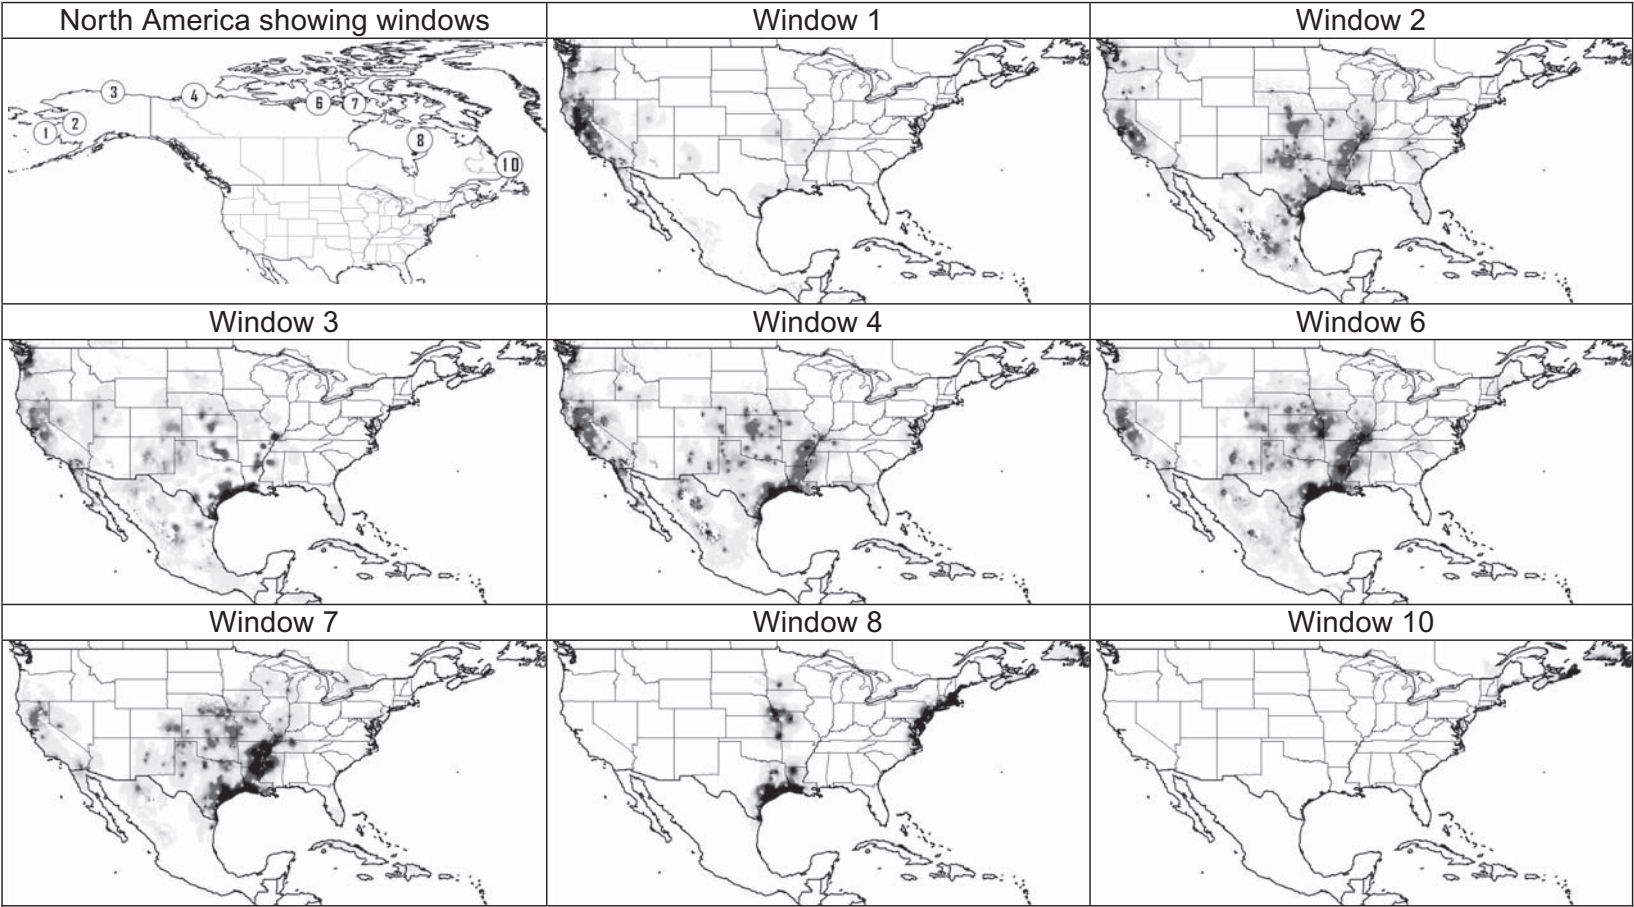 North America showing windows
Window 1
Window 2
3
4
6
7
1
2
8
10
Window 3
Window 4
Window 6
Window 7
Window 8
Window 10